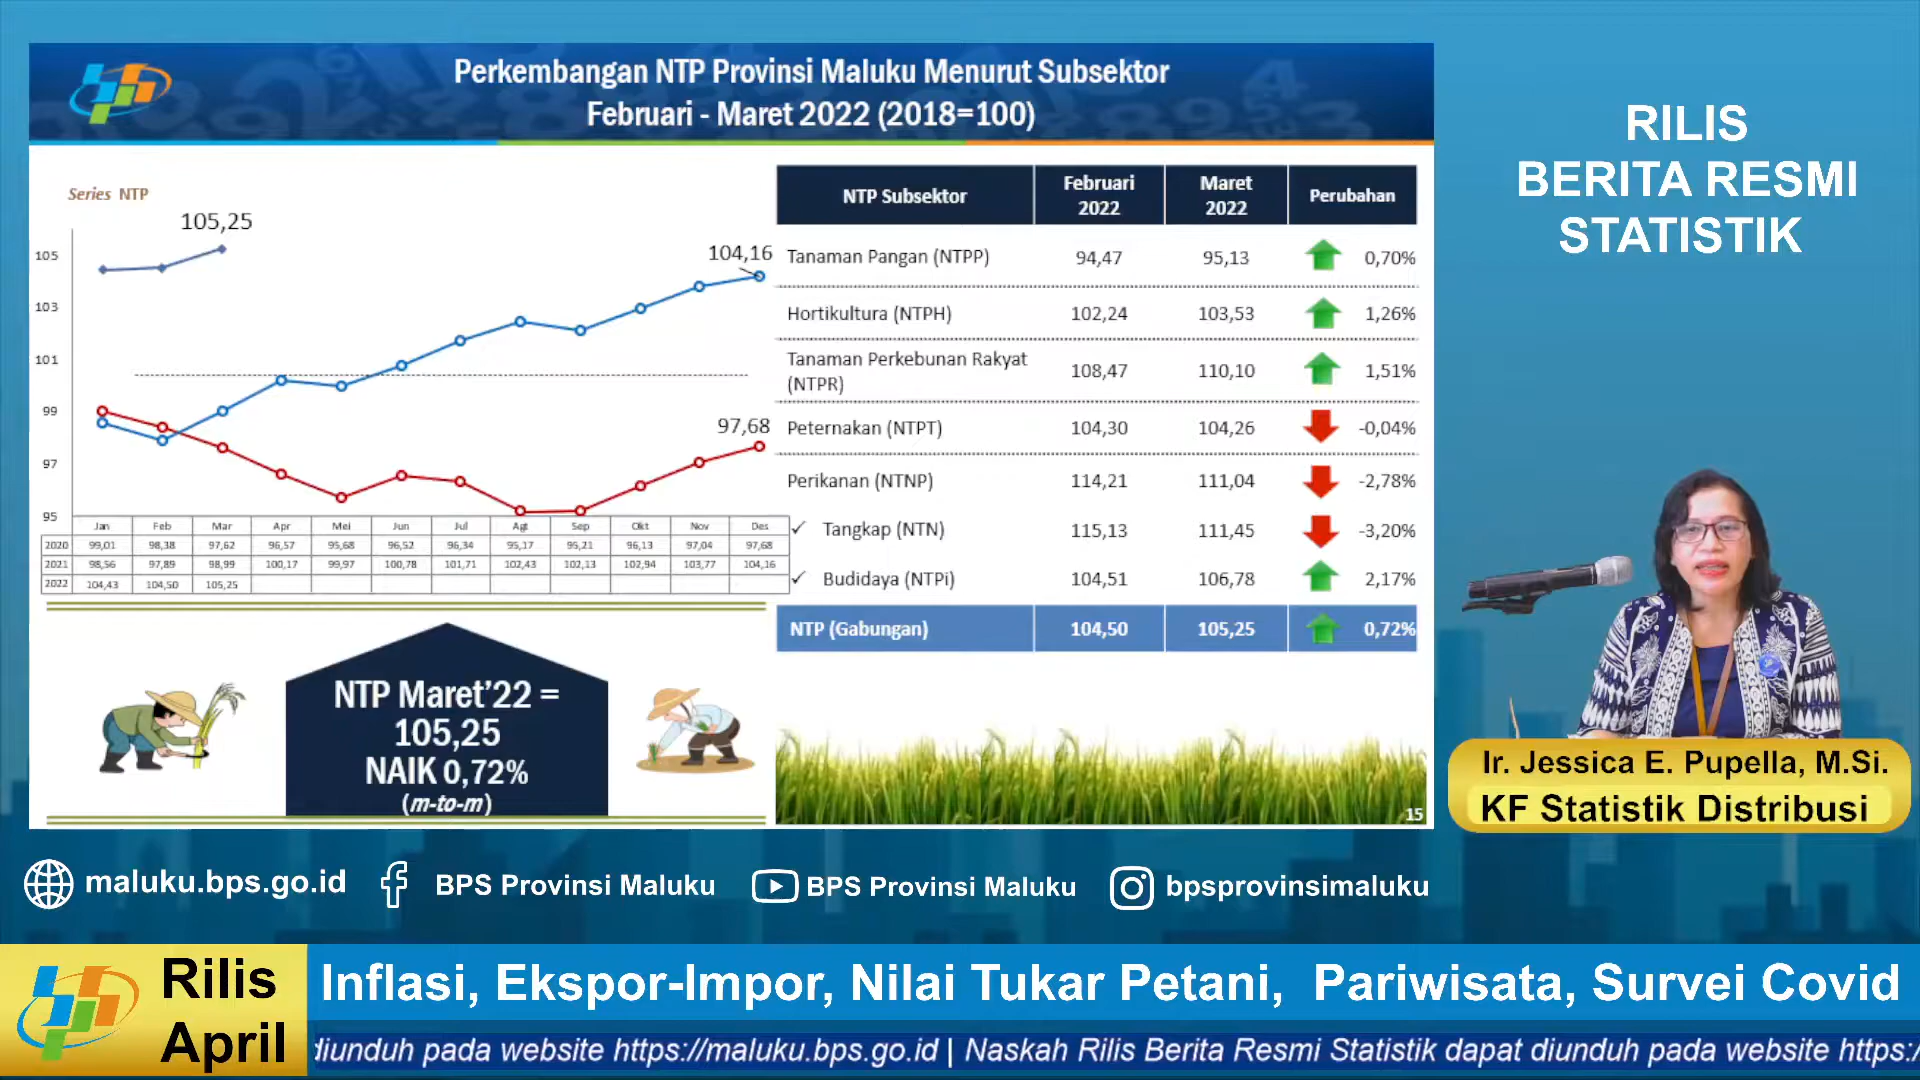 Perkembangan NTP Provinsi Maluku Menurut Subsektor
Februari - Maret 2022 (2018=100)
RILIS
BERITA RESMI
STATISTIK
Series NTP
105,25
104,16
97,68
105
103
101
99
97
95
Jan Feb Mar Apr Mei Jun Jul Agt Sep Okt Nov Des
2020 99,01 98,38 97,62 96,57 95,68 96,52 96,34 95,17 95,21 96,13 97,04 97,68
2021 98,56 97,89 98,99 100,17 99,97 100,78 101,71 102,43 102,13 102,94 103,77 104,16
2022 104,43 104,50 105,25
NTP Subsektor Februari 2022 Maret 2022 Perubahan
Tanaman Pangan (NTPP) 94,47 95,13 0,70%
Hortikultura (NTPH) 102,24 103,53 1,26%
Tanaman Perkebunan Rakyat
(NTPR) 108,47 110,10 1,51%
Peternakan (NTPT) 104,30 104,26 -0,04%
Perikanan (NTNP) 114,21 111,04 -2,78%
✓ Tangkap (NTN) 115,13 111,45 -3,20%
✓ Budidaya (NTPi) 104,51 106,78 2,17%
NTP (Gabungan) 104,50 105,25 0,72%
NTP Maret'22 =
105,25
NAIK 0,72%
(m-to-m)
15
Ir. Jessica E. Pupella, M.Si.
KF Statistik Distribusi
maluku.bps.go.id BPS Provinsi Maluku BPS Provinsi Maluku bpsprovinsimaluku
Rilis
April
Inflasi, Ekspor-Impor, Nilai Tukar Petani, Pariwisata, Survei Covid
diunduh pada website https://maluku.bps.go.id | Naskah Rilis Berita Resmi Statistik dapat diunduh pada website https:/